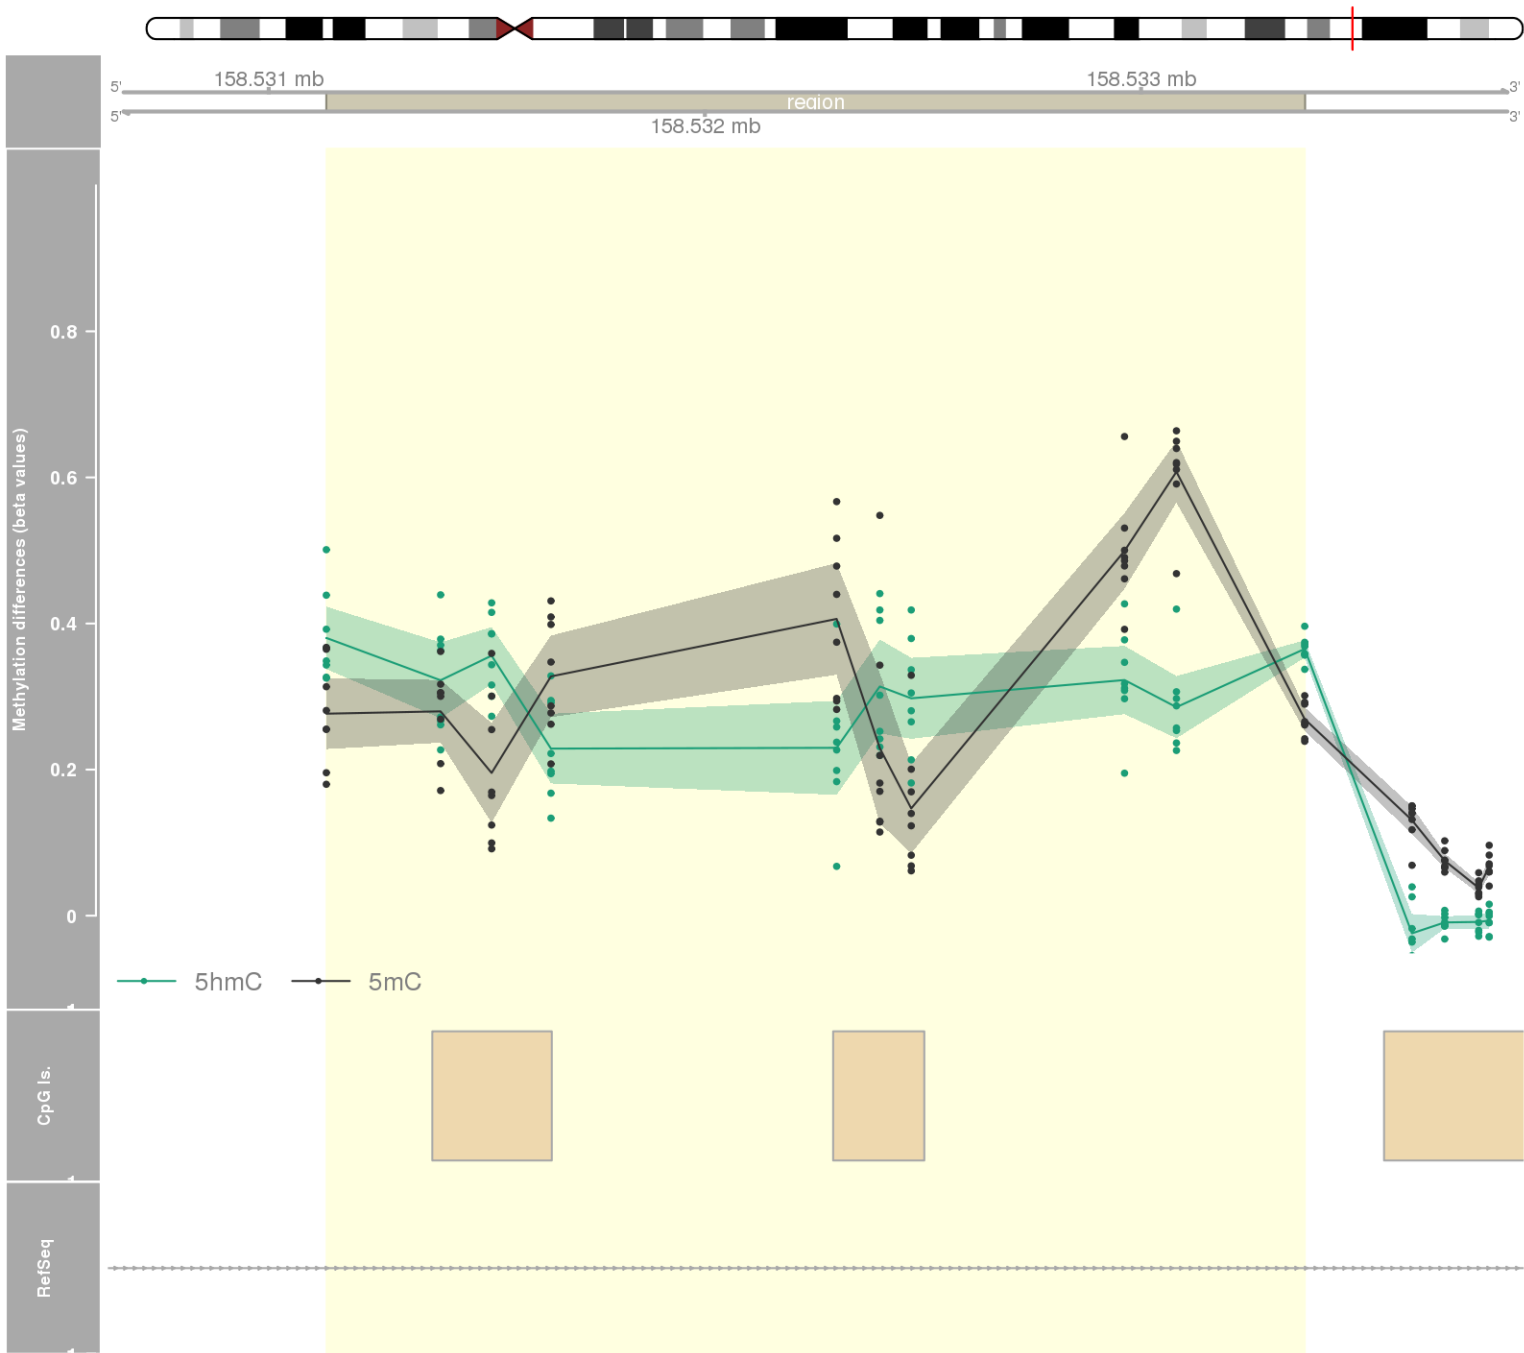 158.531 mb
158.533 mb
5'
3'
region
5'
3'
158.532 mb
Methylation differences (beta values)
0.8
0.6
0.4
0.2
0
5hmC
5mC
CpG Is.
RefSeq